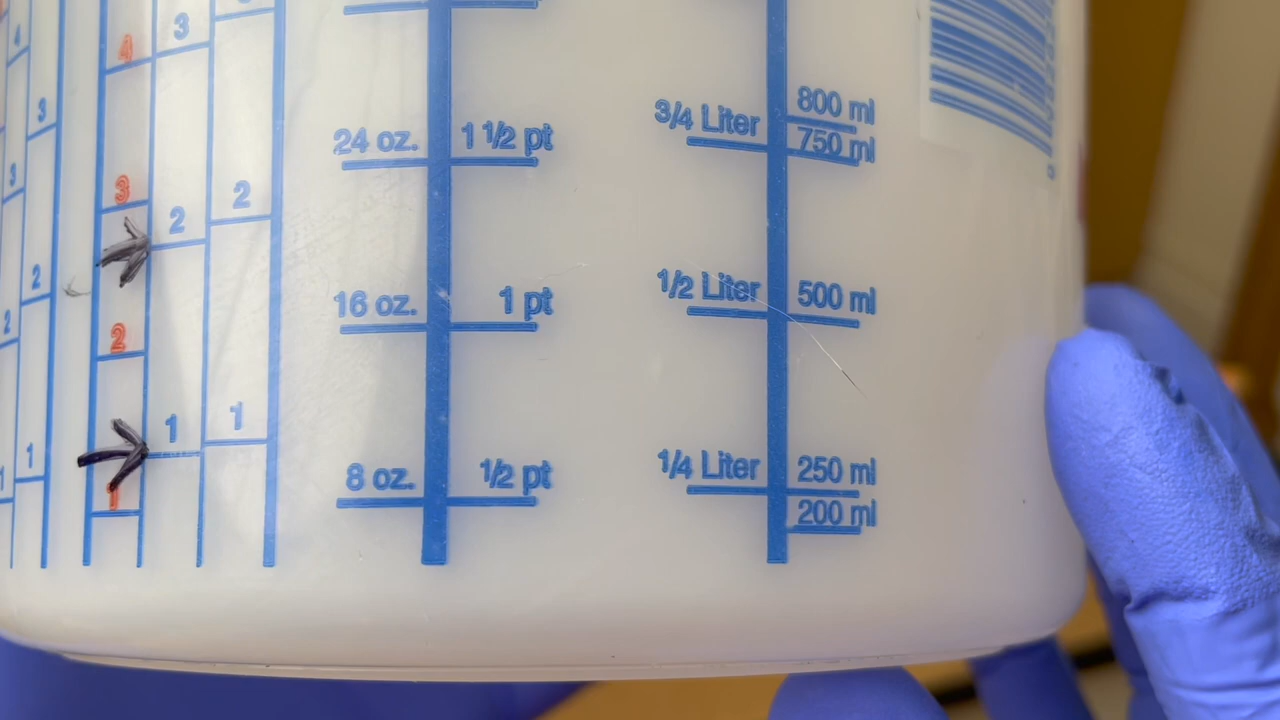 4
3
3
3
3
2
2
2
2
2
1
1
1
1
1
24 oz. 1 1/2 pt
16 oz. 1 pt
8 oz. 1/2 pt
3/4 Liter
800 ml
750 ml
1/2 Liter 500 ml
1/4 Liter 250 ml
200 ml